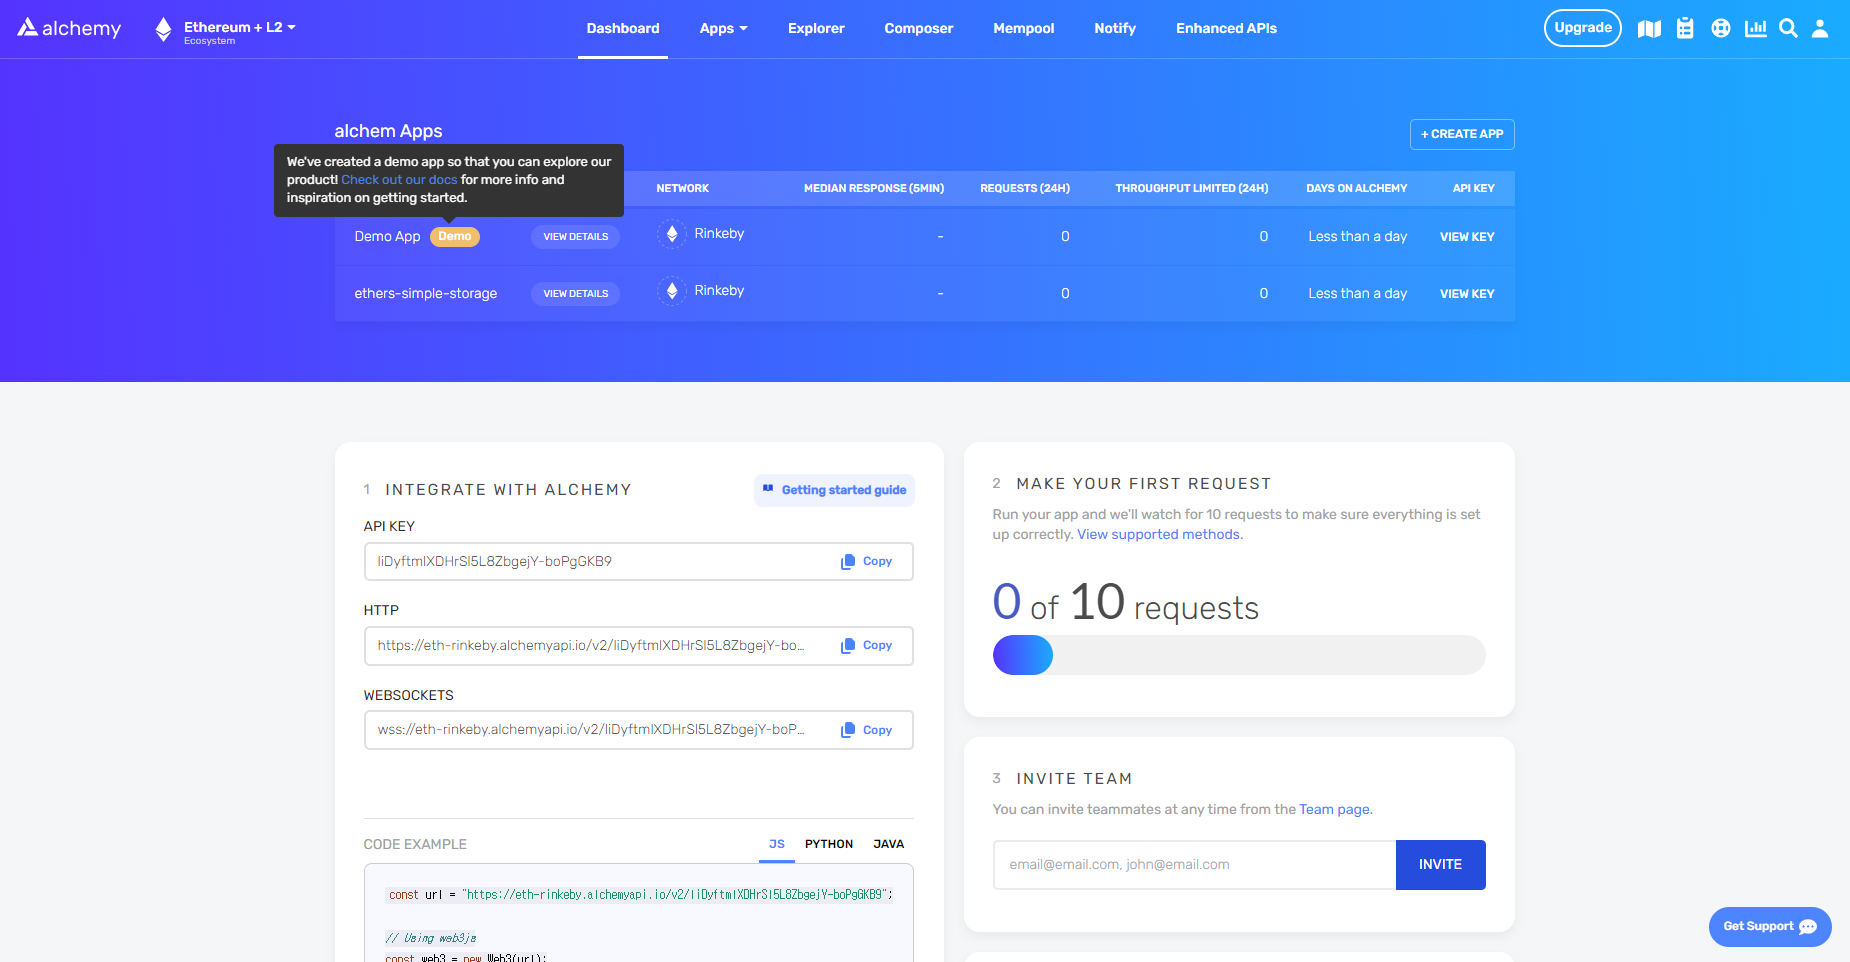 alchemy
Ethereum + L2
Ecosystem
Dashboard
Apps
Explorer
Composer
Mempool
Notify
Enhanced APIs
Upgrade
alchem Apps
+ CREATE APP
We've created a demo app so that you can explore our
product! Check out our docs for more info and
inspiration on getting started.
NETWORK
MEDIAN RESPONSE (5MIN)
REQUESTS (24H)
THROUGHPUT LIMITED (24H)
DAYS ON ALCHEMY
API KEY
Demo App
Demo
VIEW DETAILS
Rinkeby
-
0
0
Less than a day
VIEW KEY
ethers-simple-storage
VIEW DETAILS
Rinkeby
-
0
0
Less than a day
VIEW KEY
1 INTEGRATE WITH ALCHEMY
Getting started guide
API KEY
liDyftmIXDHrSI5L8ZbgejY-boPgGKB9
Copy
HTTP
https://eth-rinkeby.alchemyapi.io/v2/liDyftmIXDHrSI5L8ZbgejY-bo...
Copy
WEBSOCKETS
wss://eth-rinkeby.alchemyapi.io/v2/liDyftmIXDHrSI5L8ZbgejY-boP...
Copy
CODE EXAMPLE
JS
PYTHON
JAVA
const url = "https://eth-rinkeby.alchemyapi.io/v2/liDyftmIXDHrSI5L8ZbgejY-boPgGKB9";
// Using web3js
const web3 = new Web3(url);
2 MAKE YOUR FIRST REQUEST
Run your app and we'll watch for 10 requests to make sure everything is set
up correctly. View supported methods.
0 of 10 requests
3 INVITE TEAM
You can invite teammates at any time from the Team page.
email@email.com, john@email.com
INVITE
Get Support